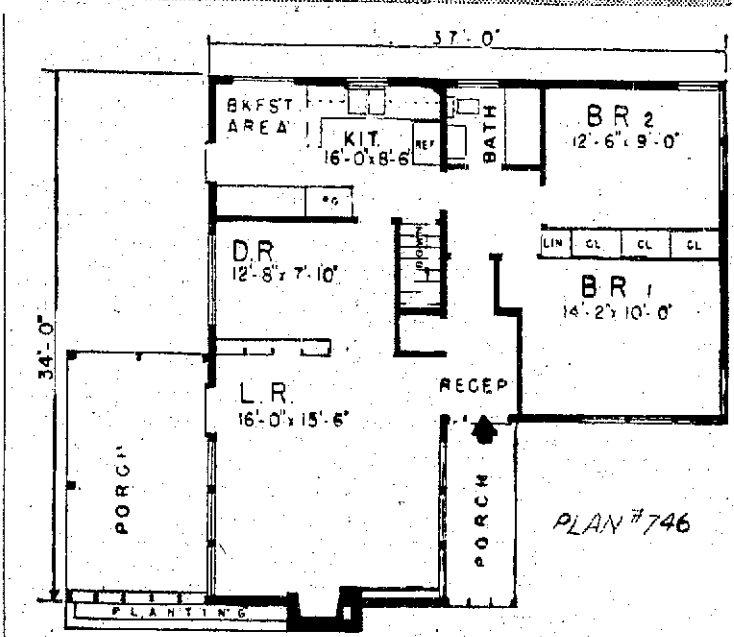 37'-0"
BKFST
AREA
KIT.
16'-0" x 8'-6"
REF
BATH
BR 2
12'-6" x 9'-0"
D.R.
12'-8" x 7'-10"
DOWN
LIN
CL
CL
CL
BR 1
14'-2" x 10'-0"
34'-0"
L.R.
16'-0" x 15'-6"
RECEP
PORCH
PORCH
PLAN #746
PLANTING